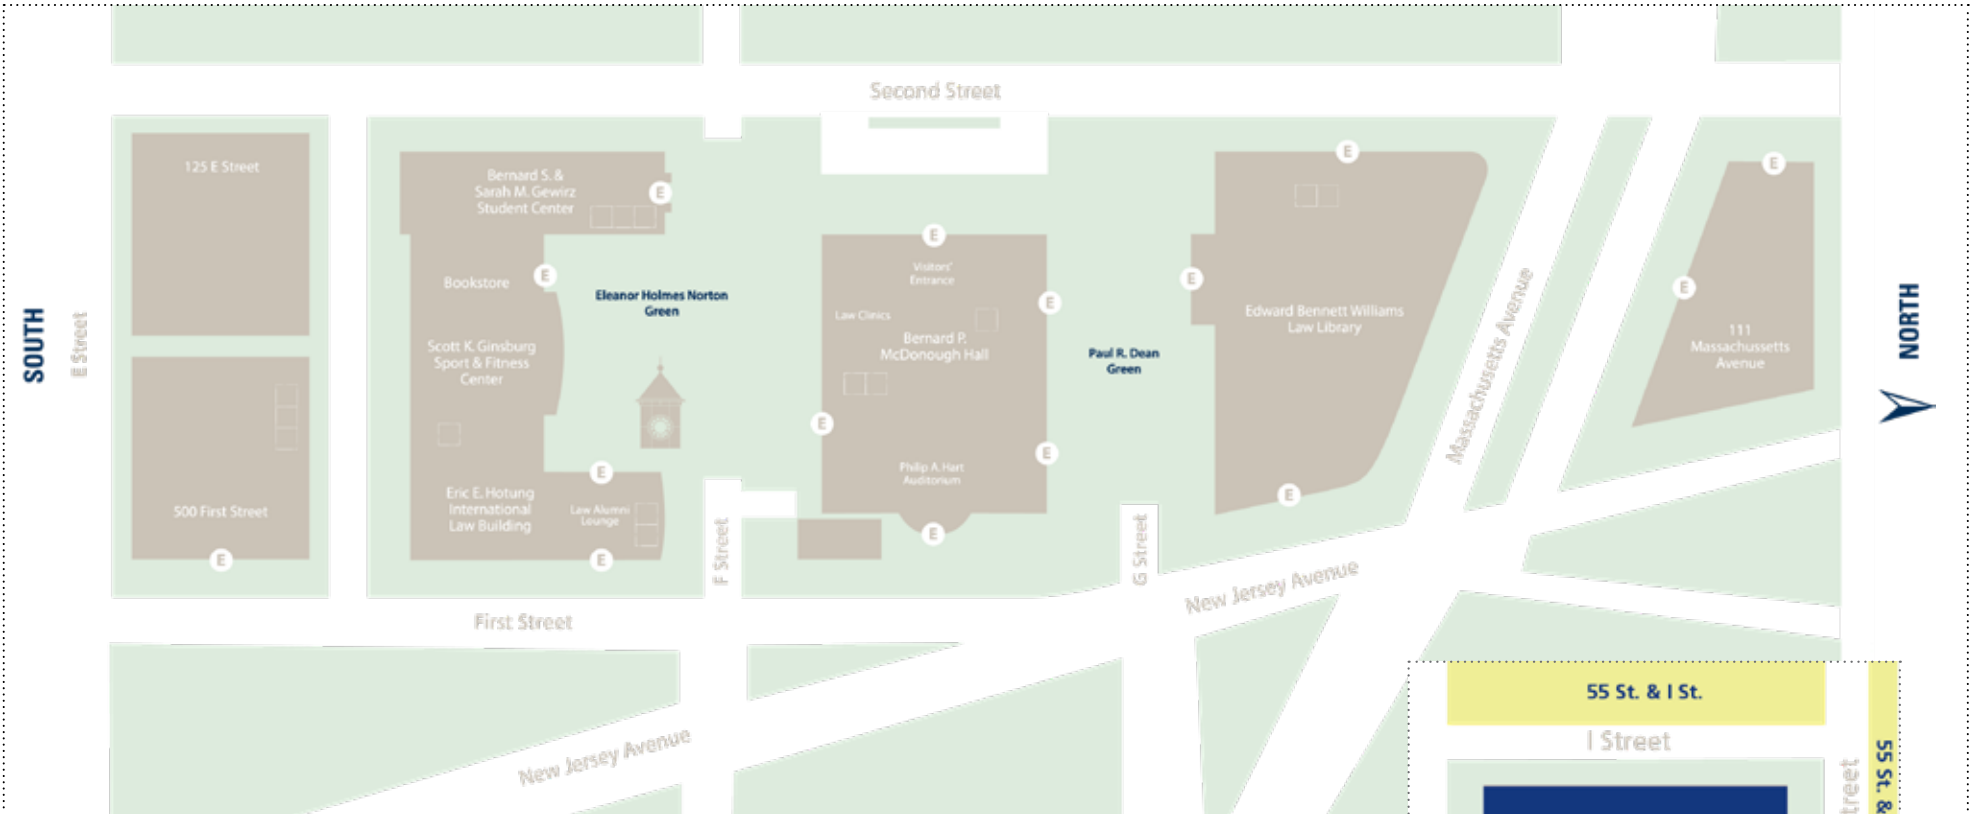 Second Street
125 E Street
Bernard S. &
Sarah M. Gewirz
Student Center
E
E
E
E
Bookstore
E
Eleanor Holmes Norton
Green
Visitors'
Entrance
E
Law Clinics
Bernard P.
McDonough Hall
E
Edward Bennett Williams
Law Library
Massachusetts Avenue
E
111
Massachussetts
Avenue
SOUTH
E Street
NORTH
Scott K. Ginsburg
Sport & Fitness
Center
Paul R. Dean
Green
E
E
Philip A. Hart
Auditorium
E
Eric E. Hotung
International
Law Building
Law Alumni
Lounge
E
500 First Street
E
E
E
E
F Street
G Street
New Jersey Avenue
First Street
New Jersey Avenue
55 St. & I St.
I Street
55 St. &
treet